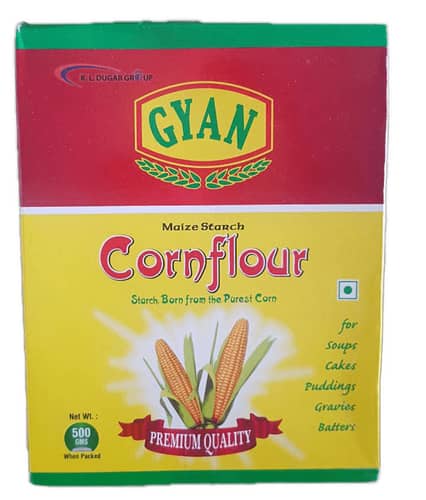 K.L. DUGAR GROUP
GYAN
Maize Starch
Cornflour
Starch Born from the Purest Corn
for
Soups
Cakes
Puddings
Gravies
Batters
Net Wt. :
500
GMS
When Packed
PREMIUM QUALITY